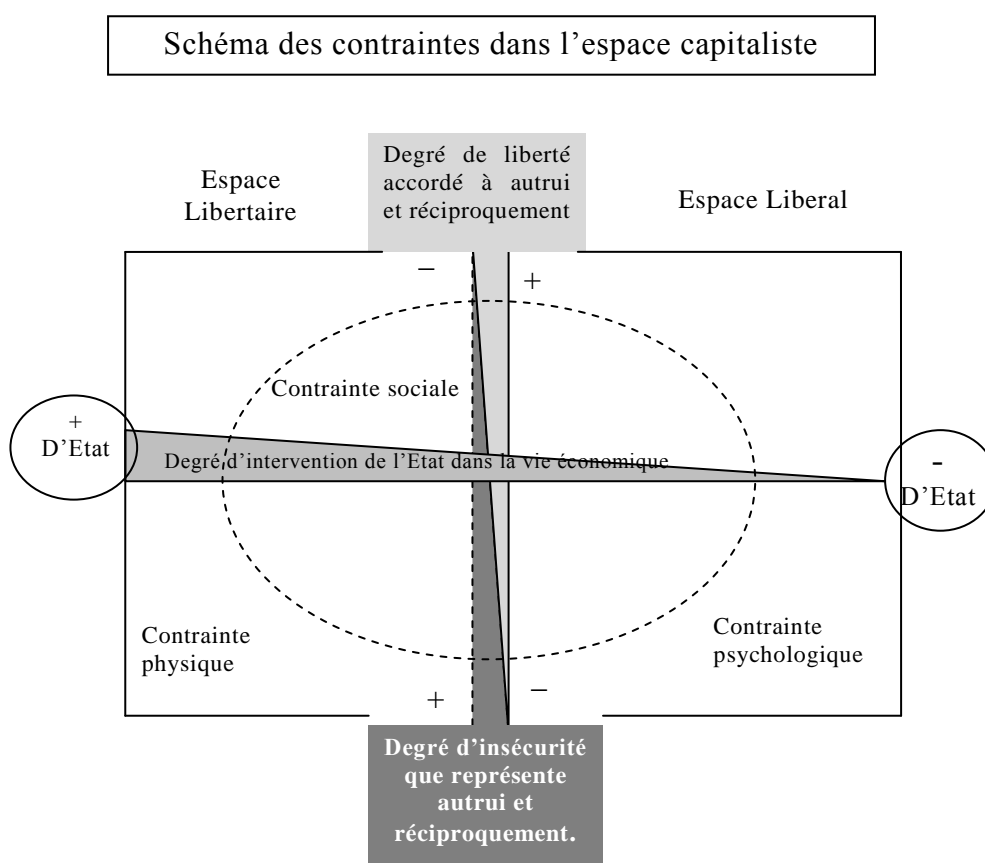 Schéma des contraintes dans l’espace capitaliste
Degré de liberté
accordé à autrui
et réciproquement
Espace
Libertaire
Espace Liberal
–
+
Contrainte sociale
+
D’Etat
Degré d’intervention de l’Etat dans la vie économique
-
D’Etat
Contrainte
physique
Contrainte
psychologique
+
–
Degré d’insécurité
que représente
autrui et
réciproquement.